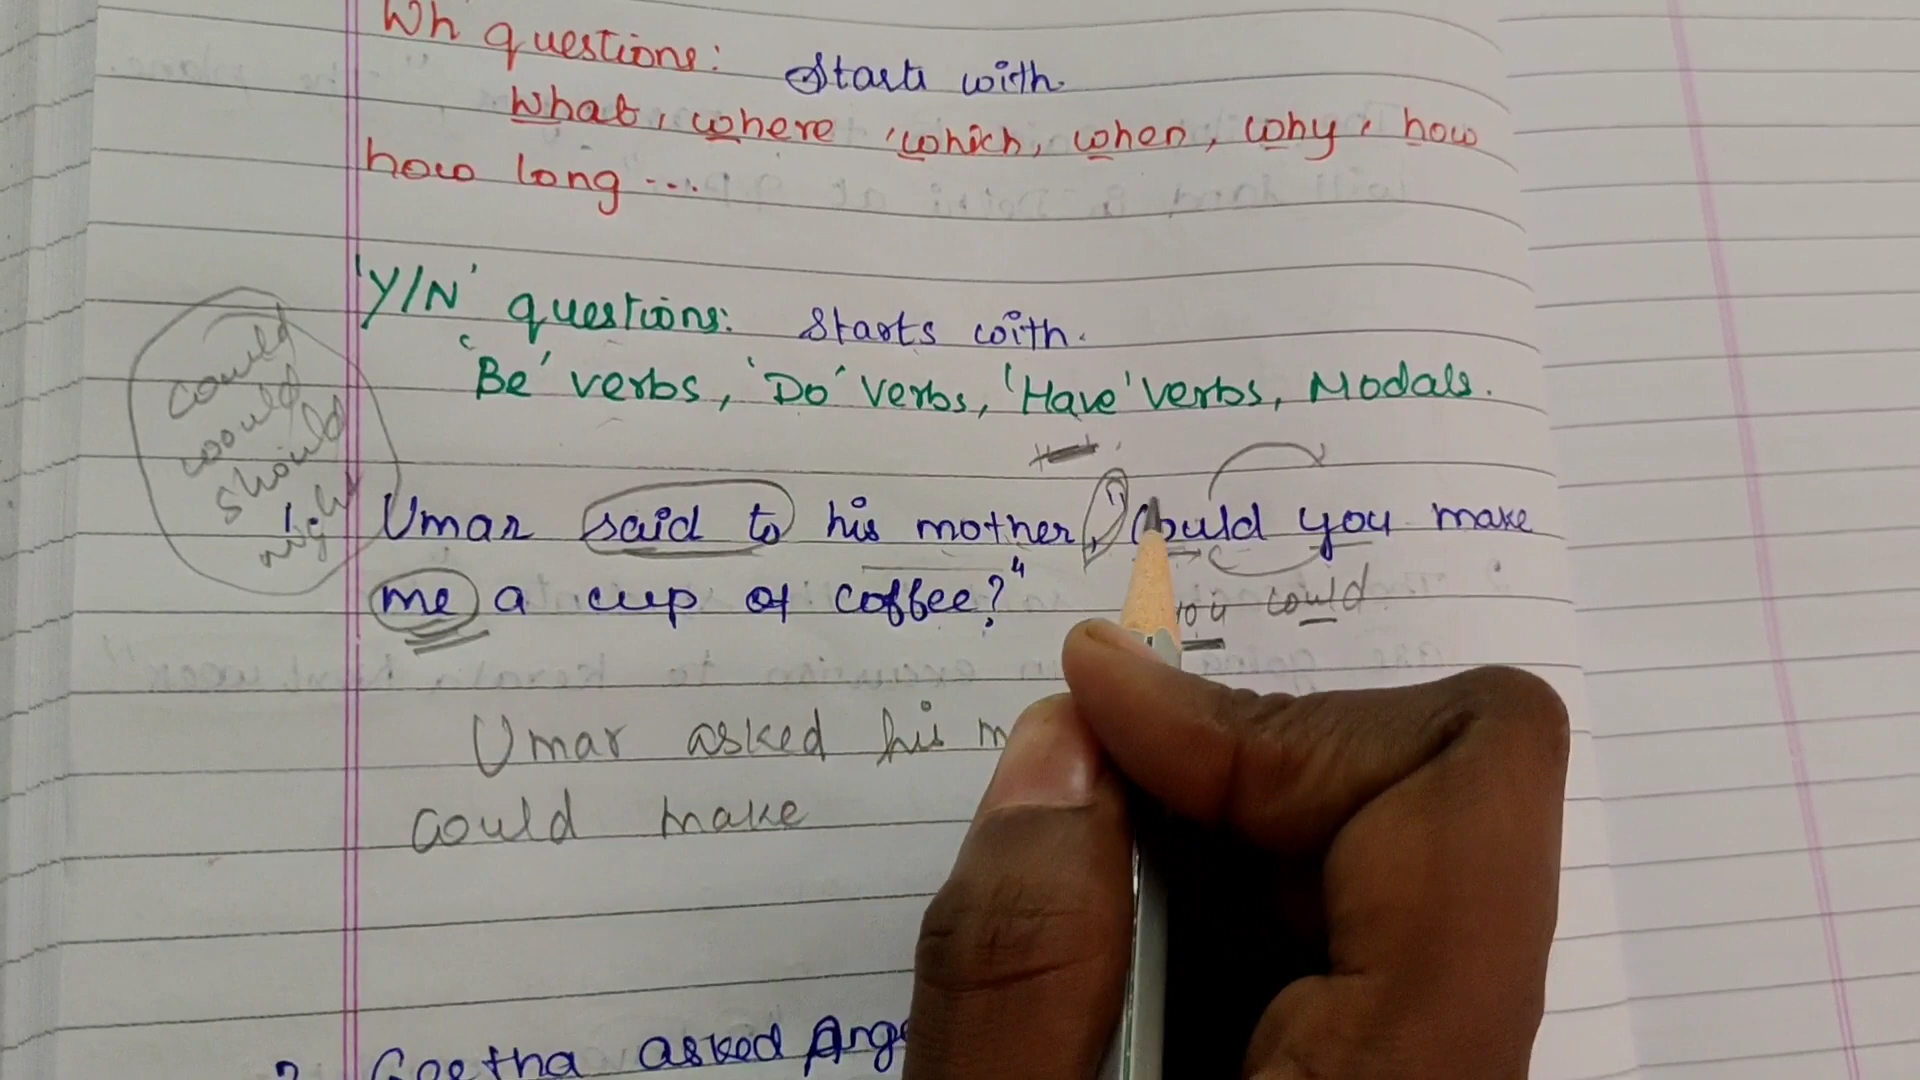 Wh questions: Starts with.
What, where, which, when, why, how
how long ...
'Y/N' questions: Starts with.
'Be' verbs, 'Do' verbs, 'Have' verbs, Modals.
could
would
should
might
1. Umar said to his mother, "Could you make
me a cup of coffee?"
you could
Umar asked his
could make
2. Geetha asked